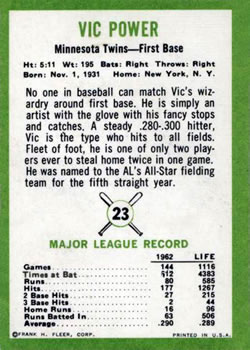 VIC POWER
Minnesota Twins—First Base
Ht: 5:11 Wt: 195 Bats: Right Throws: Right
Born: Nov. 1, 1931 Home: New York, N. Y.
No one in baseball can match Vic's wiz-
ardry around first base. He is simply an
artist with the glove with his fancy stops
and catches. A steady .280-.300 hitter,
Vic is the type who hits to all fields.
Fleet of foot, he is one of only two play-
ers ever to steal home twice in one game.
He was named to the AL's All-Star fielding
team for the fifth straight year.
23
MAJOR LEAGUE RECORD
1962 LIFE
Games 144 1116
Times at Bat 612 4383
Runs 80 585
Hits 177 1267
2 Base Hits 27 215
3 Base Hits 2 44
Home Runs 16 96
Runs Batted In 63 506
Average .290 .289
©FRANK H. FLEER, CORP. PRINTED IN U.S.A.